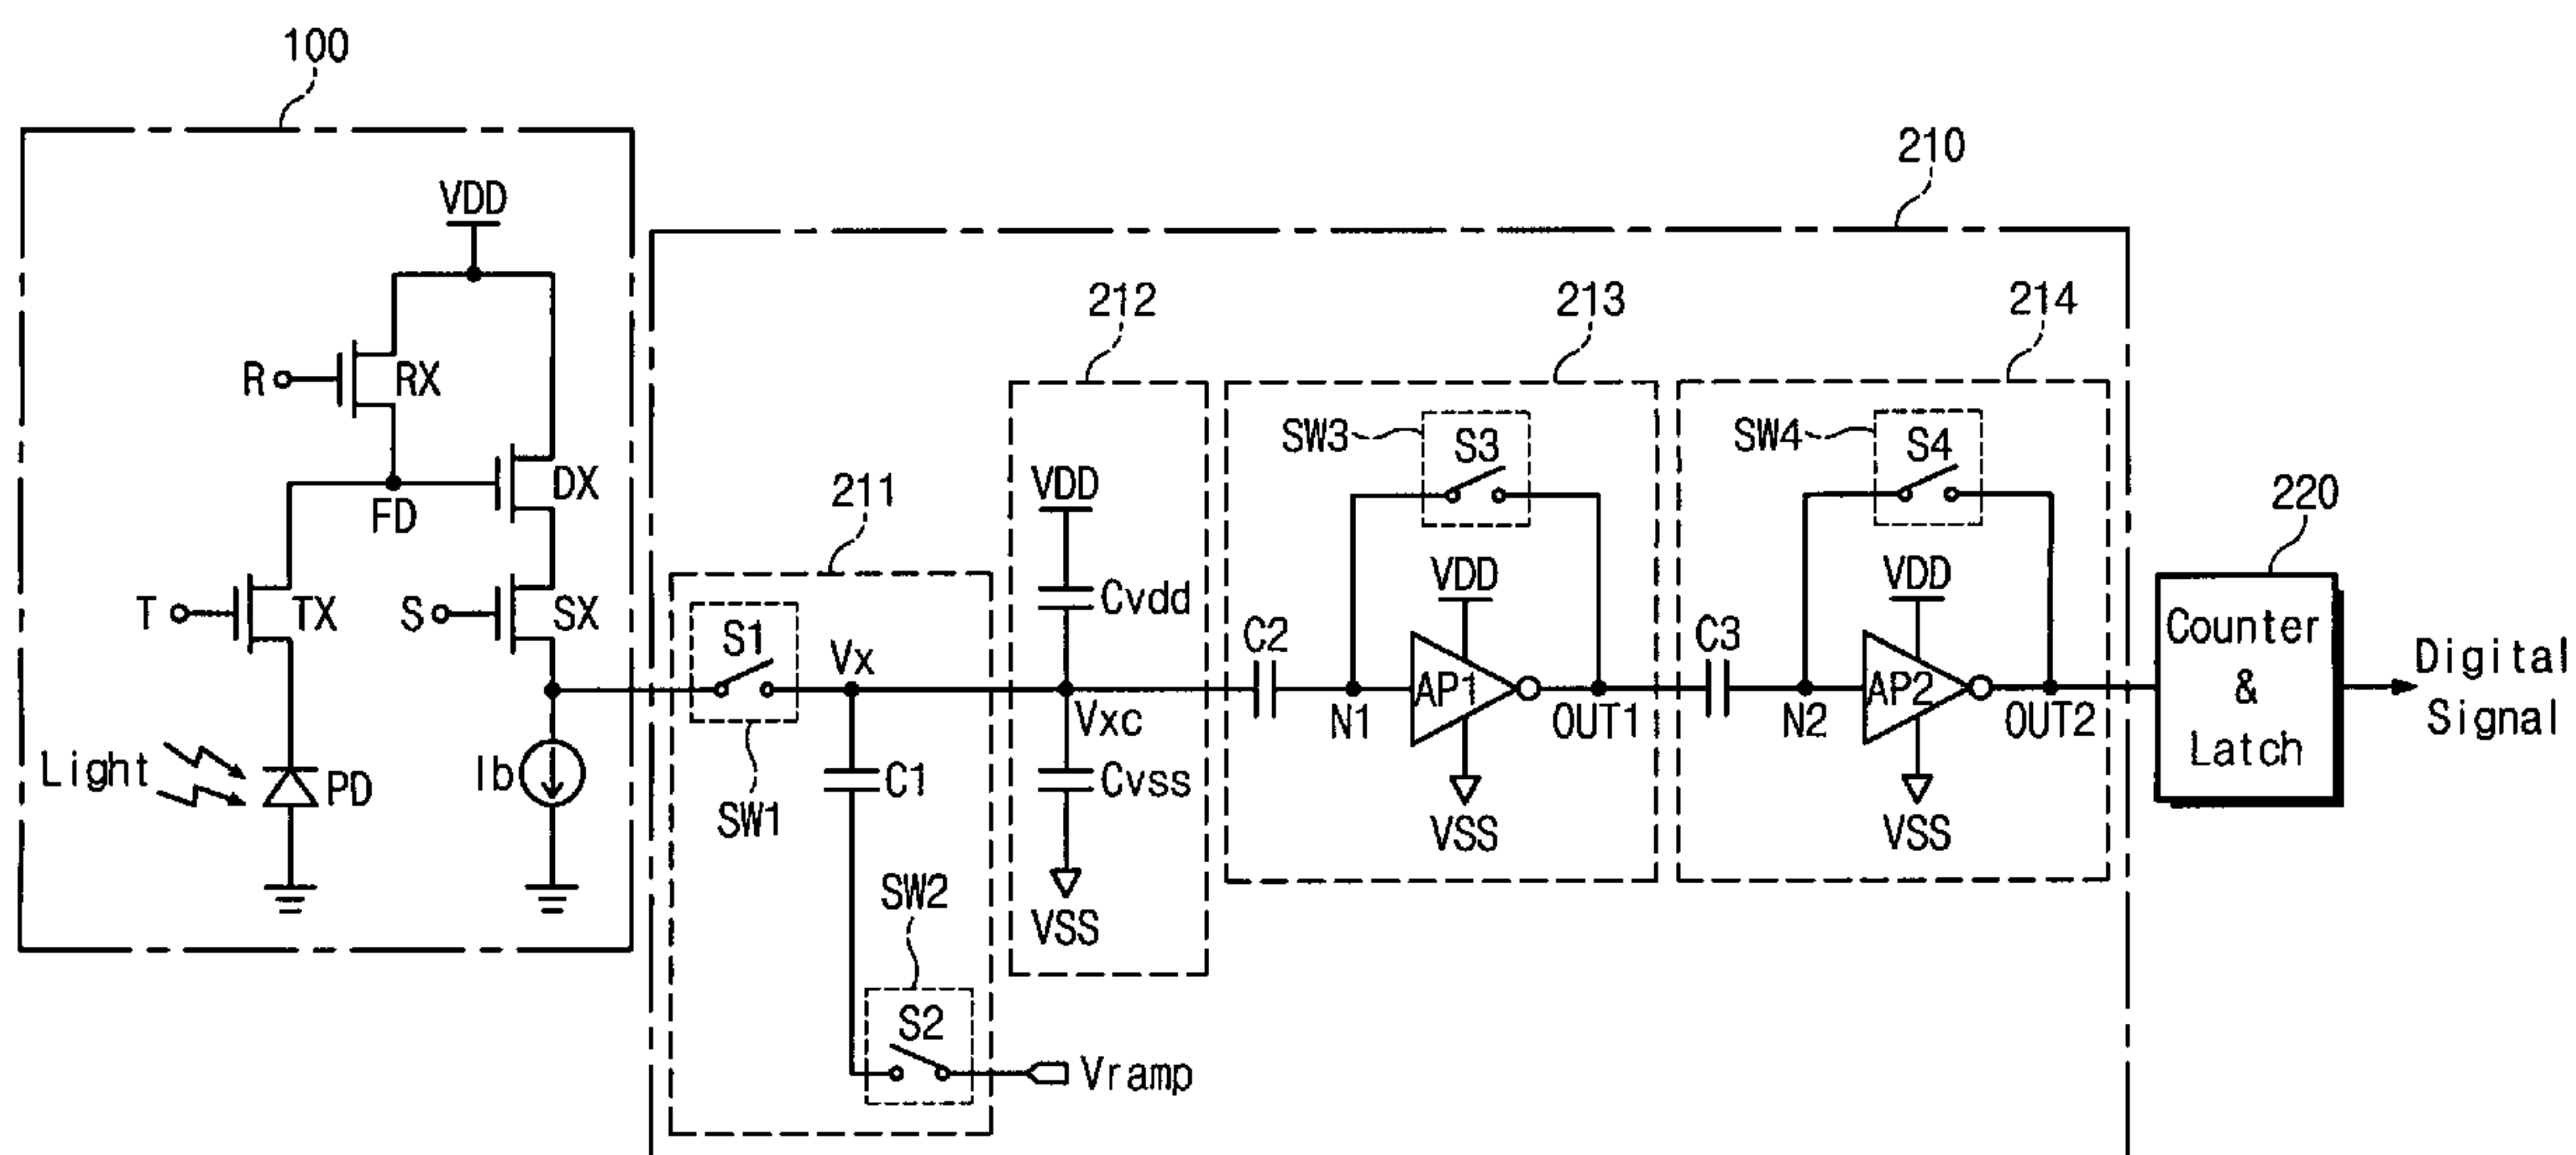 100
210
VDD
212
213
214
R
RX
SW3
S3
SW4
S4
FD
DX
211
VDD
220
T
TX
S
SX
S1
Vx
Cvdd
C2
VDD
C3
VDD
Counter
&
Latch
Digital
Signal
N1
AP1
OUT1
N2
AP2
OUT2
Vxc
Light
PD
Ib
SW1
C1
Cvss
VSS
VSS
SW2
VSS
S2
Vramp